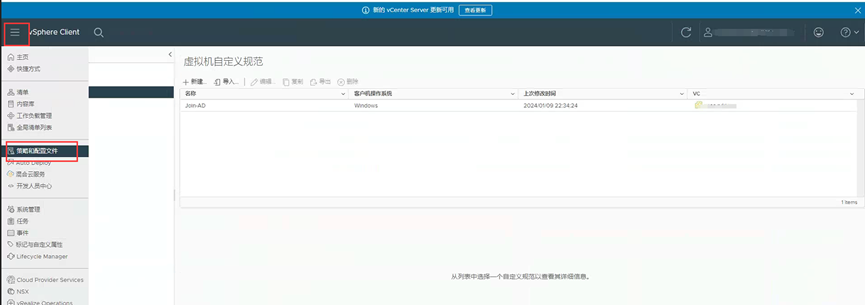 新的 vCenter Server 更新可用 查看更新
vSphere Client
主页
快捷方式
清单
内容库
工作负载管理
全局清单列表
策略和配置文件
Auto Deploy
混合云服务
开发人员中心
系统管理
任务
事件
标记与自定义属性
Lifecycle Manager
Cloud Provider Services
NSX
vRealize Operations
虚拟机自定义规范
新建... 导入... 编辑... 复制 导出 删除
名称 客户机操作系统 上次修改时间 VC
Join-AD Windows 2024/01/09 22:34:24
1 items
从列表中选择一个自定义规范以查看其详细信息。